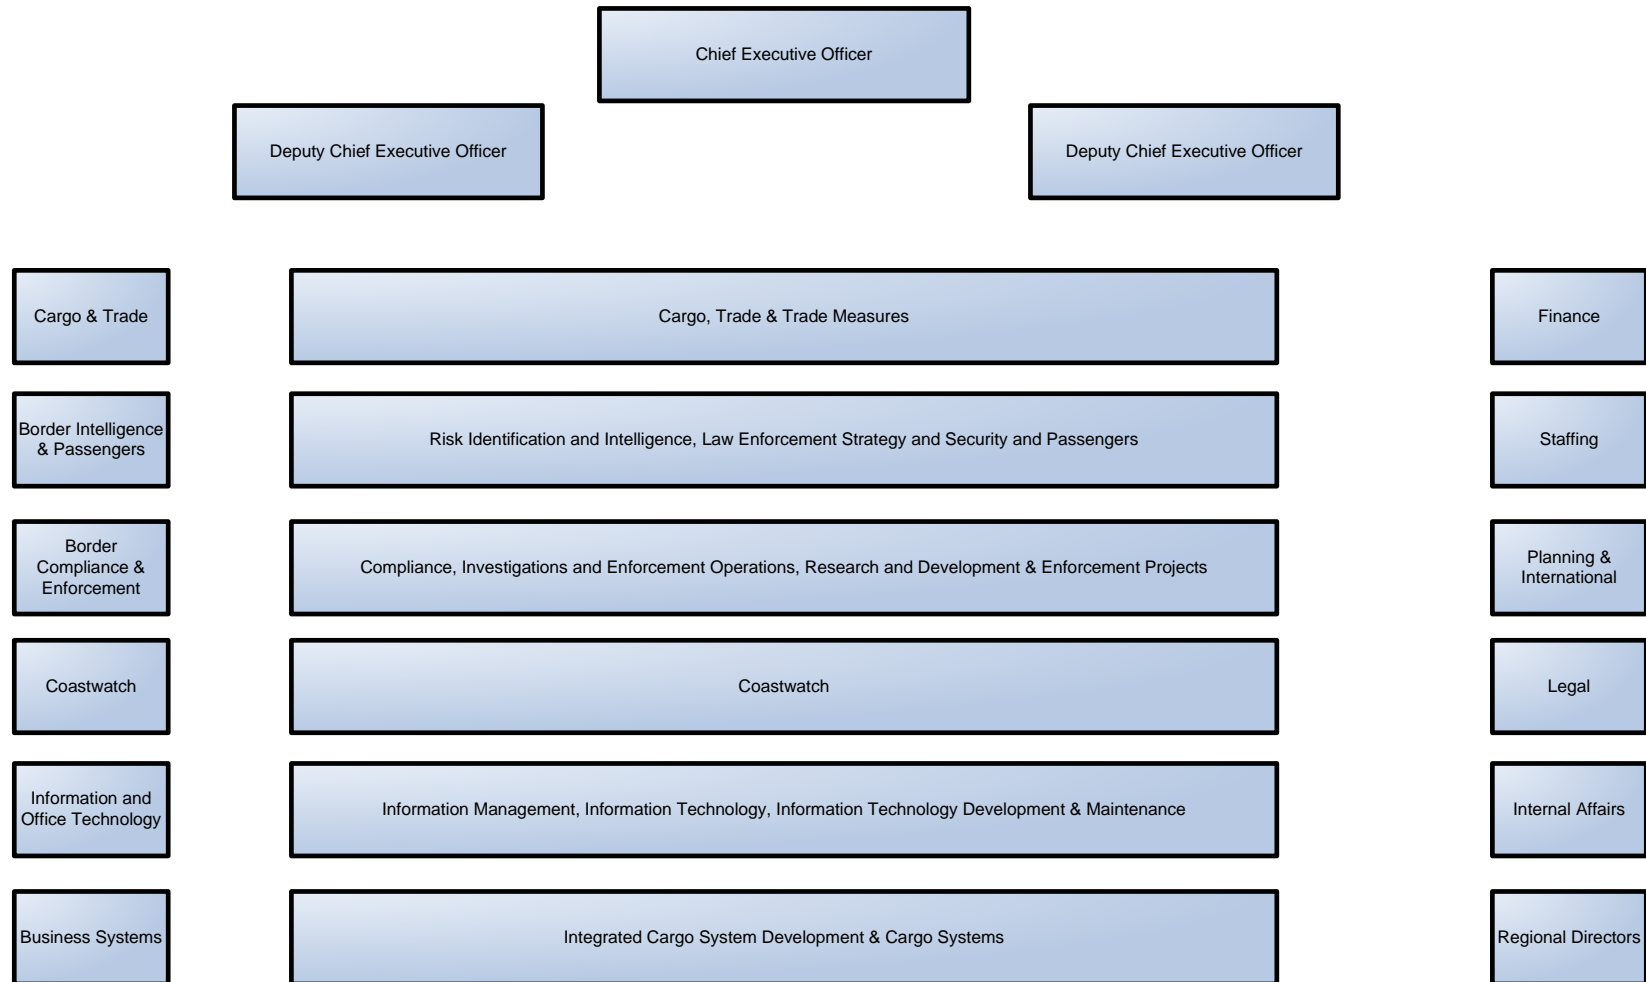 Chief Executive Officer
Deputy Chief Executive Officer
Deputy Chief Executive Officer
Cargo & Trade
Cargo, Trade & Trade Measures
Finance
Border Intelligence
& Passengers
Risk Identification and Intelligence, Law Enforcement Strategy and Security and Passengers
Staffing
Border
Compliance &
Enforcement
Compliance, Investigations and Enforcement Operations, Research and Development & Enforcement Projects
Planning &
International
Coastwatch
Coastwatch
Legal
Information and
Office Technology
Information Management, Information Technology, Information Technology Development & Maintenance
Internal Affairs
Business Systems
Integrated Cargo System Development & Cargo Systems
Regional Directors